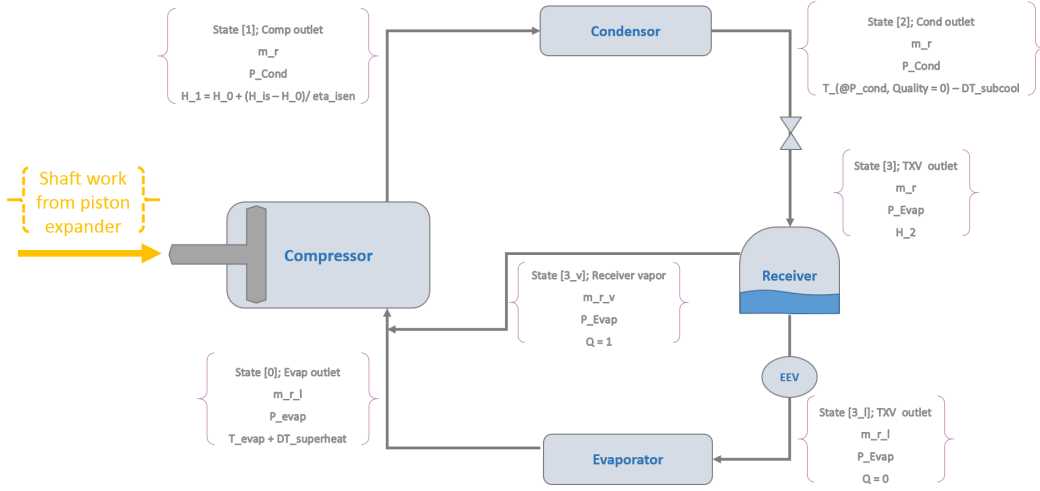 State [1]; Comp outlet
m_r
P_Cond
H_1 = H_0 + (H_is – H_0)/ eta_isen
Condensor
State [2]; Cond outlet
m_r
P_Cond
T_(@P_cond, Quality = 0) – DT_subcool
Shaft work
from piston
expander
Compressor
State [3]; TXV outlet
m_r
P_Evap
H_2
Receiver
State [3_v]; Receiver vapor
m_r_v
P_Evap
Q = 1
State [0]; Evap outlet
m_r_l
P_evap
T_evap + DT_superheat
EEV
Evaporator
State [3_l]; TXV outlet
m_r_l
P_Evap
Q = 0